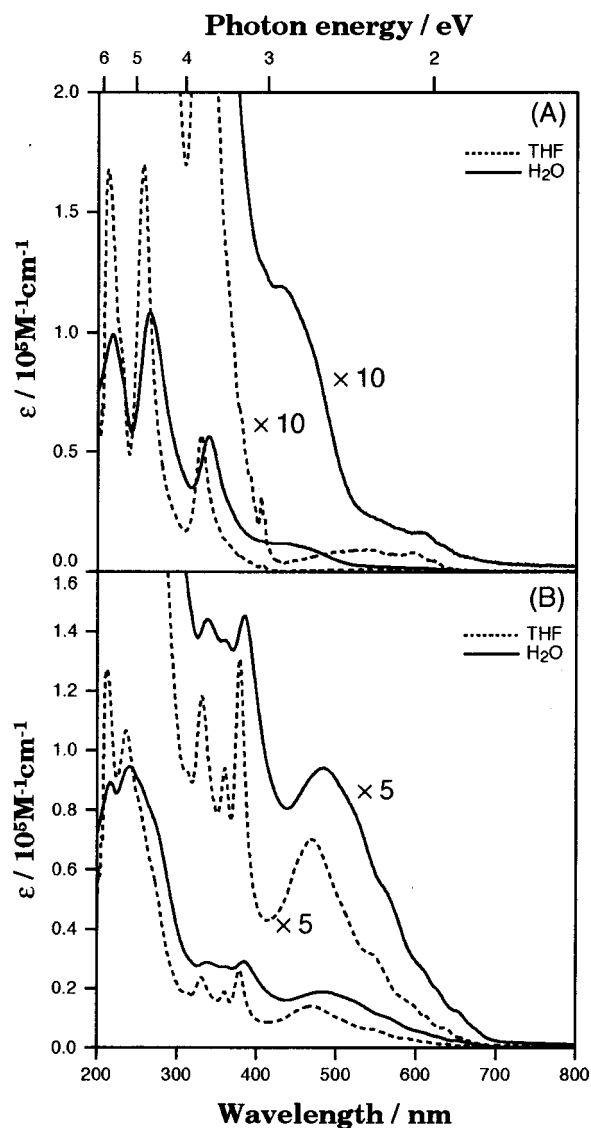 Photon energy / eV
6 5 4 3 2
(A)
THF
H₂O
2.0
1.5
1.0
0.5
0.0
ε / 10⁵M⁻¹cm⁻¹
× 10
× 10
(B)
THF
H₂O
1.6
1.4
1.2
1.0
0.8
0.6
0.4
0.2
0.0
ε / 10⁵M⁻¹cm⁻¹
× 5
× 5
200 300 400 500 600 700 800
Wavelength / nm